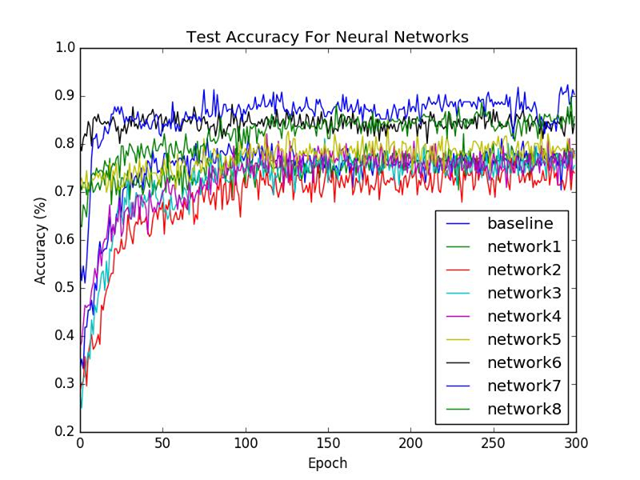 Test Accuracy For Neural Networks
1.0
0.9
0.8
0.7
0.6
0.5
0.4
0.3
0.2
Accuracy (%)
0 50 100 150 200 250 300
Epoch
baseline
network1
network2
network3
network4
network5
network6
network7
network8